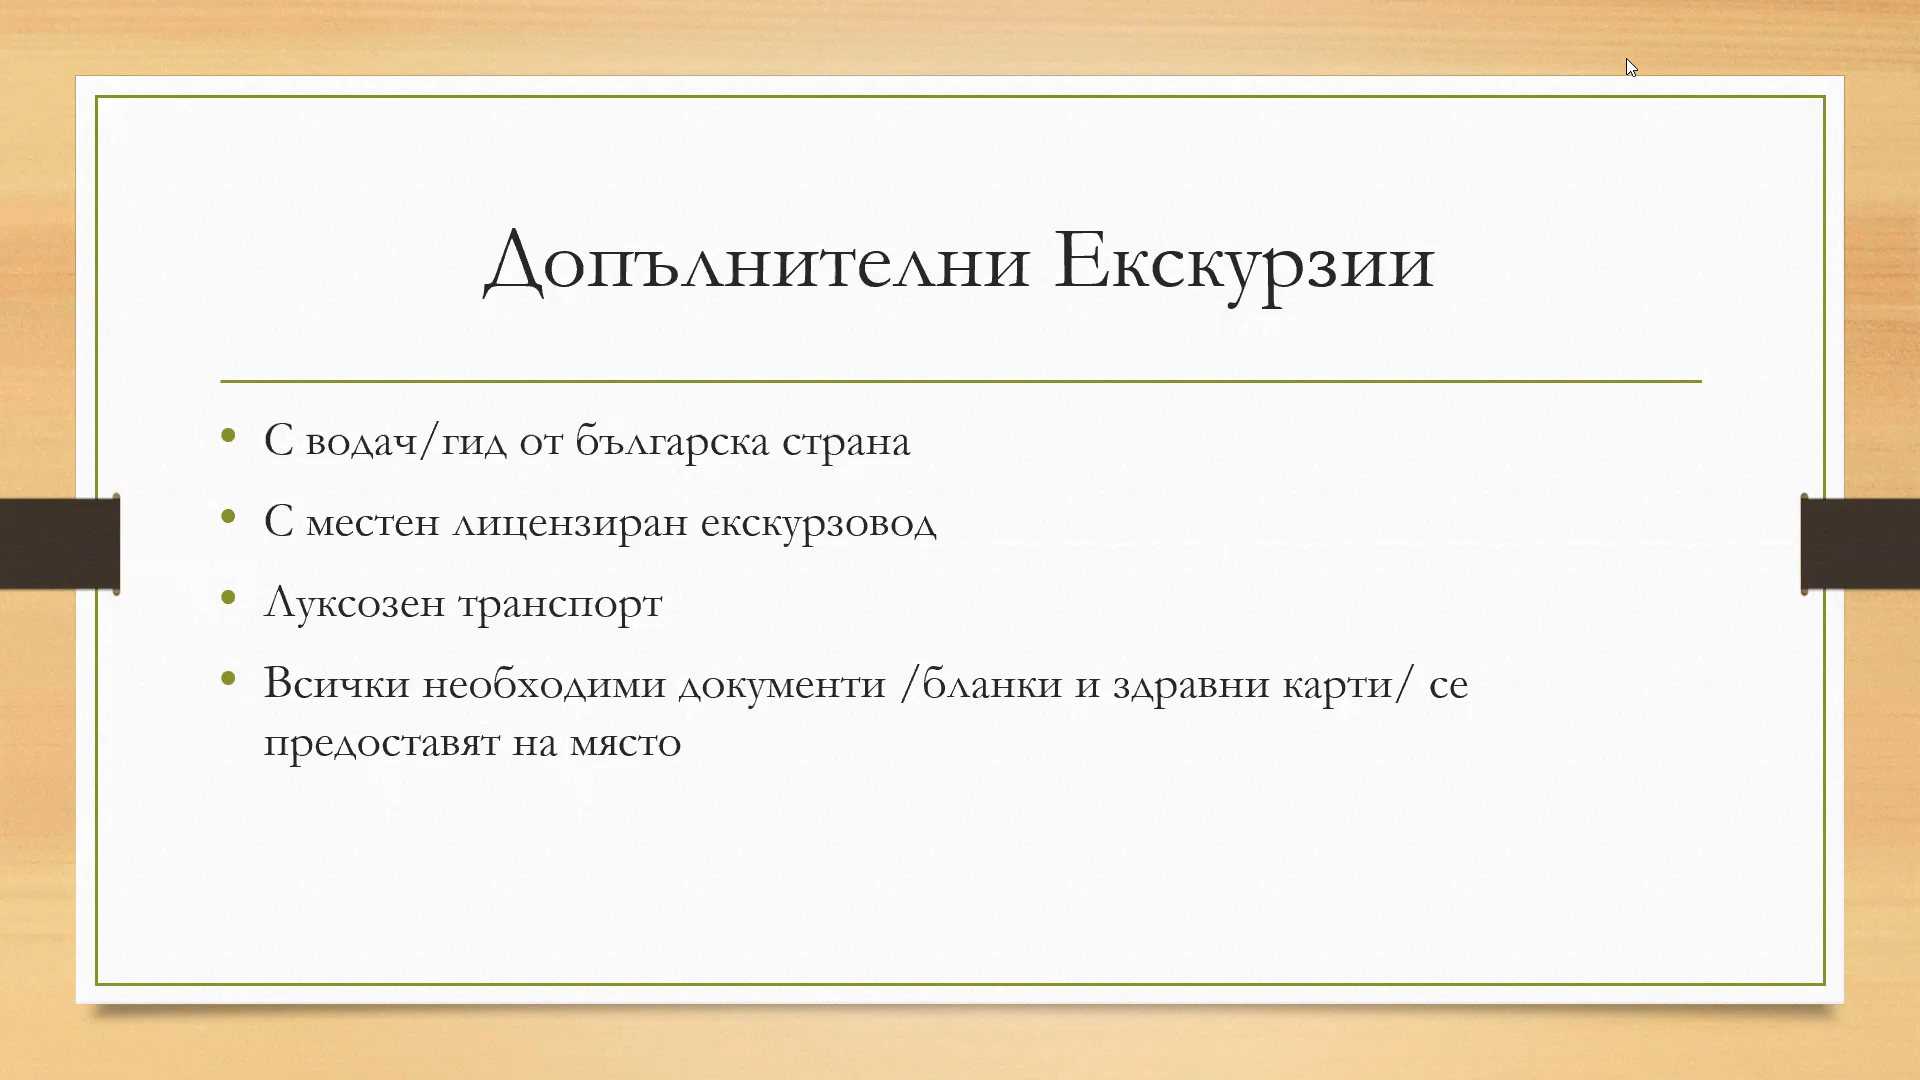 Допълнителни Екскурзии
С водач/гид от българска страна
С местен лицензиран екскурзовод
Луксозен транспорт
Всички необходими документи /бланки и здравни карти/ се
предоставят на място